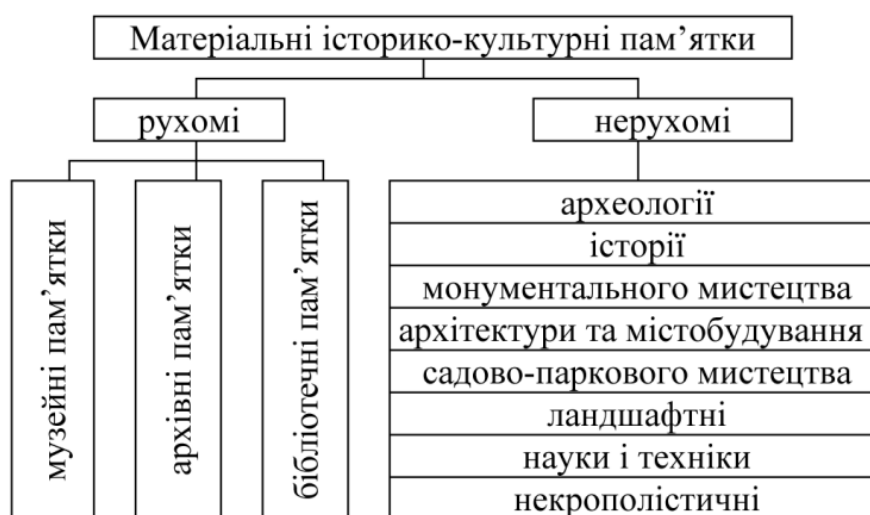 Матеріальні історико-культурні пам’ятки
рухомі
нерухомі
музейні пам’ятки
архівні пам’ятки
бібліотечні пам’ятки
археології
історії
монументального мистецтва
архітектури та містобудування
садово-паркового мистецтва
ландшафтні
науки і техніки
некрополістичні